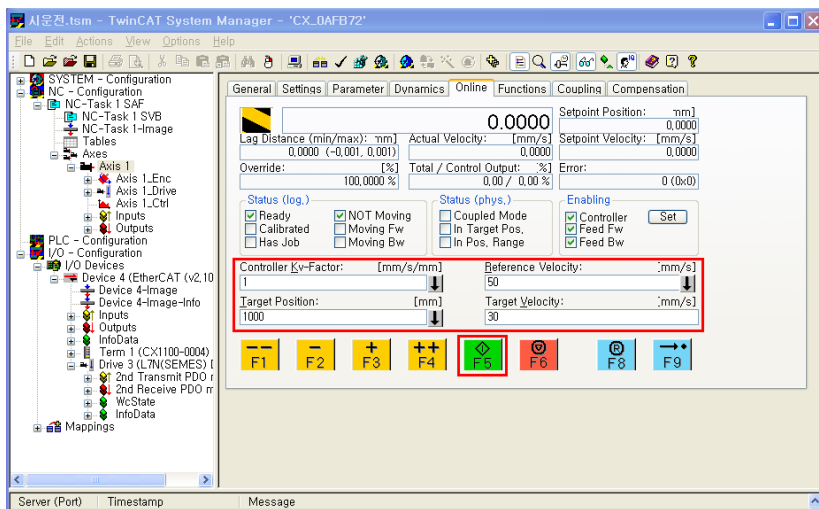 시운전.tsm - TwinCAT System Manager - 'CX_0AFB72'
File Edit Actions View Options Help
SYSTEM - Configuration
NC - Configuration
NC-Task 1 SAF
NC-Task 1 SVB
NC-Task 1-Image
Tables
Axes
Axis 1
Axis 1_Enc
Axis 1_Drive
Axis 1_Ctrl
Inputs
Outputs
PLC - Configuration
I/O - Configuration
I/O Devices
Device 4 (EtherCAT (v2,10
Device 4-Image
Device 4-Image-Info
Inputs
Outputs
InfoData
Term 1 (CX1100-0004)
Drive 3 (L7N(SEMES) [
2nd Transmit PDO r
2nd Receive PDO m
WcState
InfoData
Mappings
General Settings Parameter Dynamics Online Functions Coupling Compensation
0.0000
Setpoint Position: mm]
0,0000
Lag Distance (min/max): mm] Actual Velocity: [mm/s] Setpoint Velocity: [mm/s]
0,0000 (-0,001, 0,001) 0,0000 0,0000
Override: [%] Total / Control Output: %] Error:
100,0000 % 0,00 / 0,00 % 0 (0x0)
Status (log,) Status (phys,) Enabling
Ready NOT Moving Coupled Mode Controller Set
Calibrated Moving Fw In Target Pos, Feed Fw
Has Job Moving Bw In Pos, Range Feed Bw
Controller Kv-Factor: [mm/s/mm] Reference Velocity: mm/s]
1 50
Target Position: [mm] Target Velocity: mm/s]
1000 30
-- - + ++ R
F1 F2 F3 F4 F5 F6 F8 F9
Server (Port) Timestamp Message